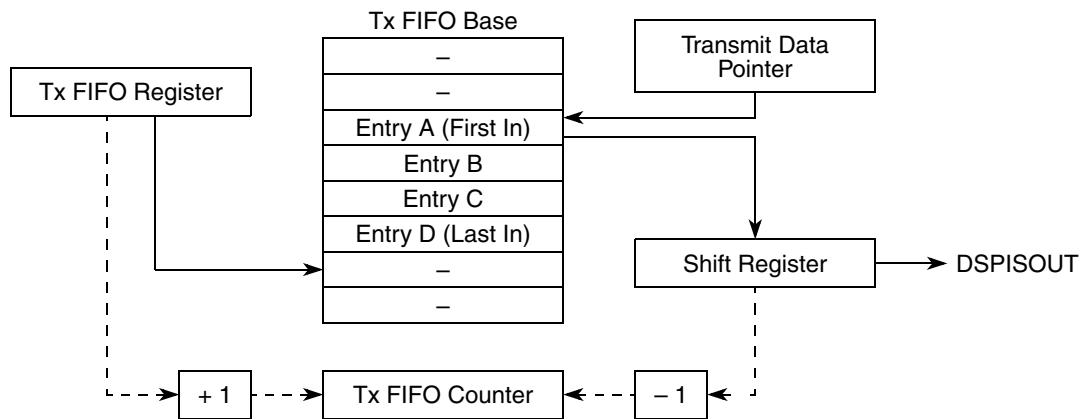 Tx FIFO Base
Transmit Data
Pointer
Tx FIFO Register
–
–
Entry A (First In)
Entry B
Entry C
Entry D (Last In)
–
–
Shift Register
DSPISOUT
+ 1
Tx FIFO Counter
– 1